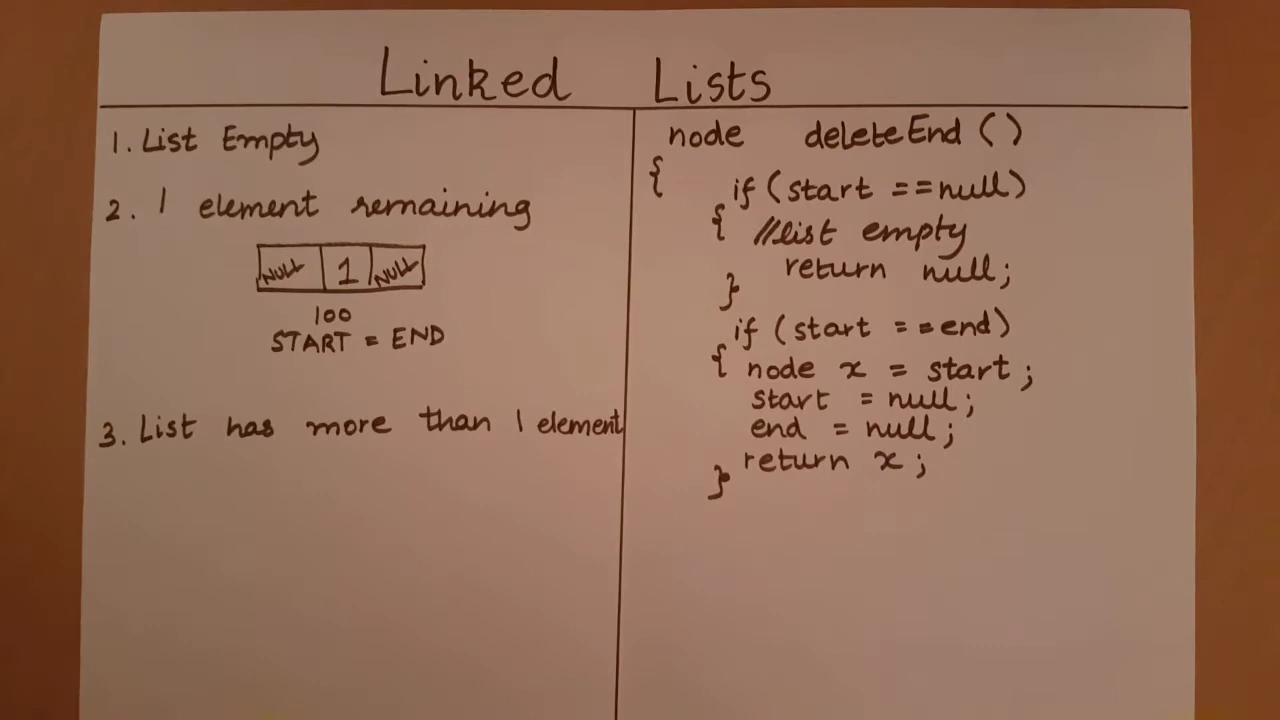 Linked Lists
1. List Empty
2. 1 element remaining
NULL 1 NULL
100
START = END
3. List has more than 1 element
node deleteEnd ()
{
if (start ==null)
{ //list empty
return null;
}
if (start ==end)
{ node x = start;
start = null;
end = null;
return x;
}